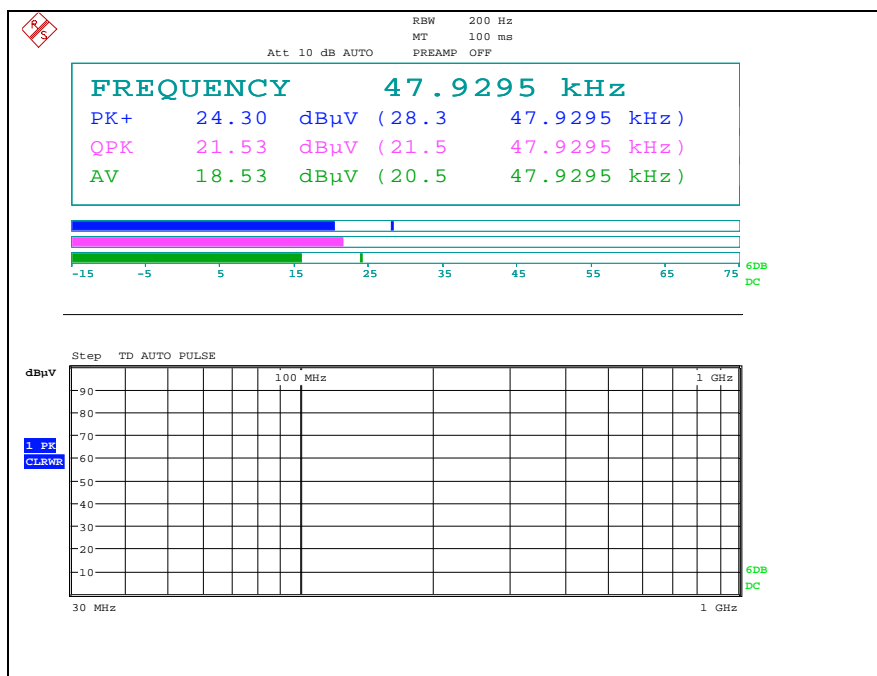 R
S
RBW 200 Hz
MT 100 ms
Att 10 dB AUTO PREAMP OFF
FREQUENCY 47.9295 kHz
PK+ 24.30 dBµV (28.3 47.9295 kHz)
QPK 21.53 dBµV (21.5 47.9295 kHz)
AV 18.53 dBµV (20.5 47.9295 kHz)
-15 -5 5 15 25 35 45 55 65 75
6DB
DC
Step TD AUTO PULSE
dBµV
100 MHz 1 GHz
90
80
70
1 PK
CLRWR
60
50
40
30
20
10
6DB
DC
30 MHz 1 GHz